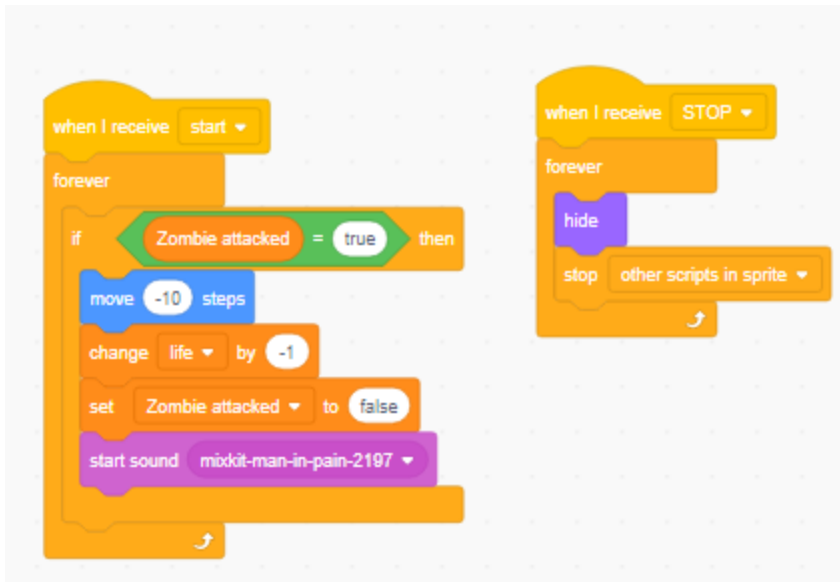 when I receive start
forever
if Zombie attacked = true then
move -10 steps
change life by -1
set Zombie attacked to false
start sound mixkit-man-in-pain-2197
when I receive STOP
forever
hide
stop other scripts in sprite